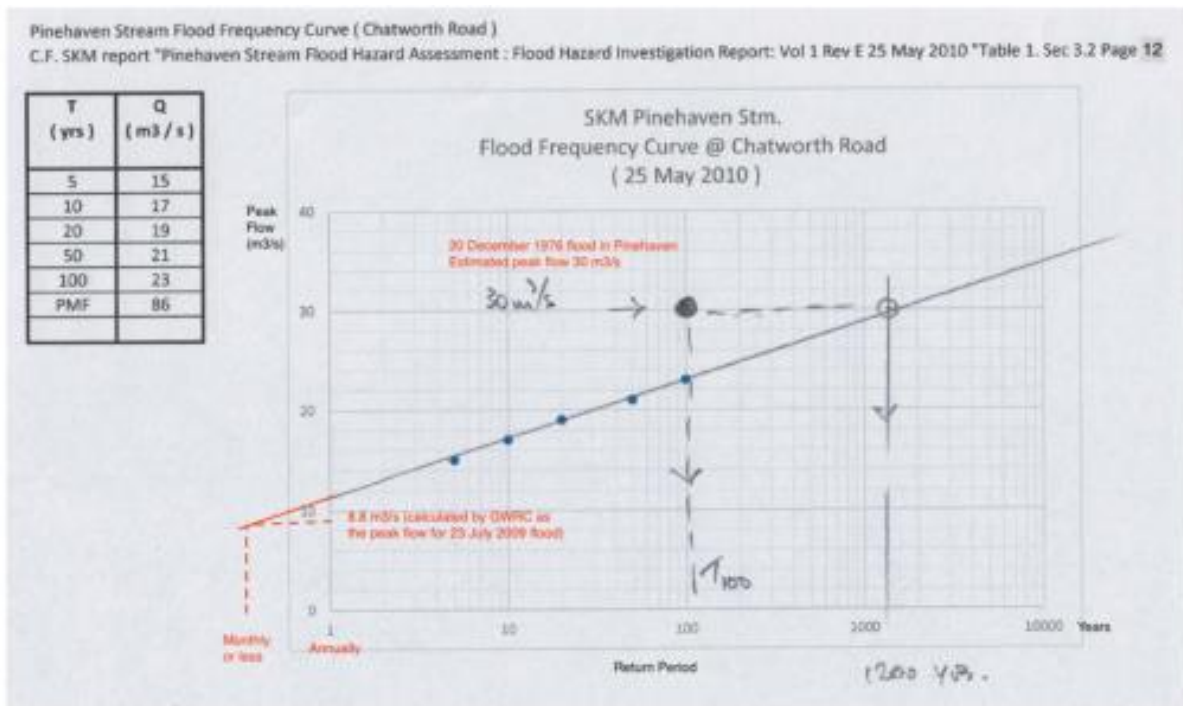 Pinehaven Stream Flood Frequency Curve ( Chatworth Road )
C.F. SKM report "Pinehaven Stream Flood Hazard Assessment : Flood Hazard Investigation Report: Vol 1 Rev E 25 May 2010 "Table 1. Sec 3.2 Page 12
T Q
( yrs ) ( m3 / s )
5 15
10 17
20 19
50 21
100 23
PMF 86
SKM Pinehaven Stm.
Flood Frequency Curve @ Chatworth Road
( 25 May 2010 )
Peak
Flow
(m3/s)
40
30
20
10
0
20 December 1976 flood in Pinehaven
Estimated peak flow 30 m3/s
30 m³/s
8.8 m3/s (calculated by GWRC as
the peak flow for 23 July 2009 flood)
T100
1 10 100 1000 10000 Years
Monthly
or less
Annually
Return Period
1200 yrs.